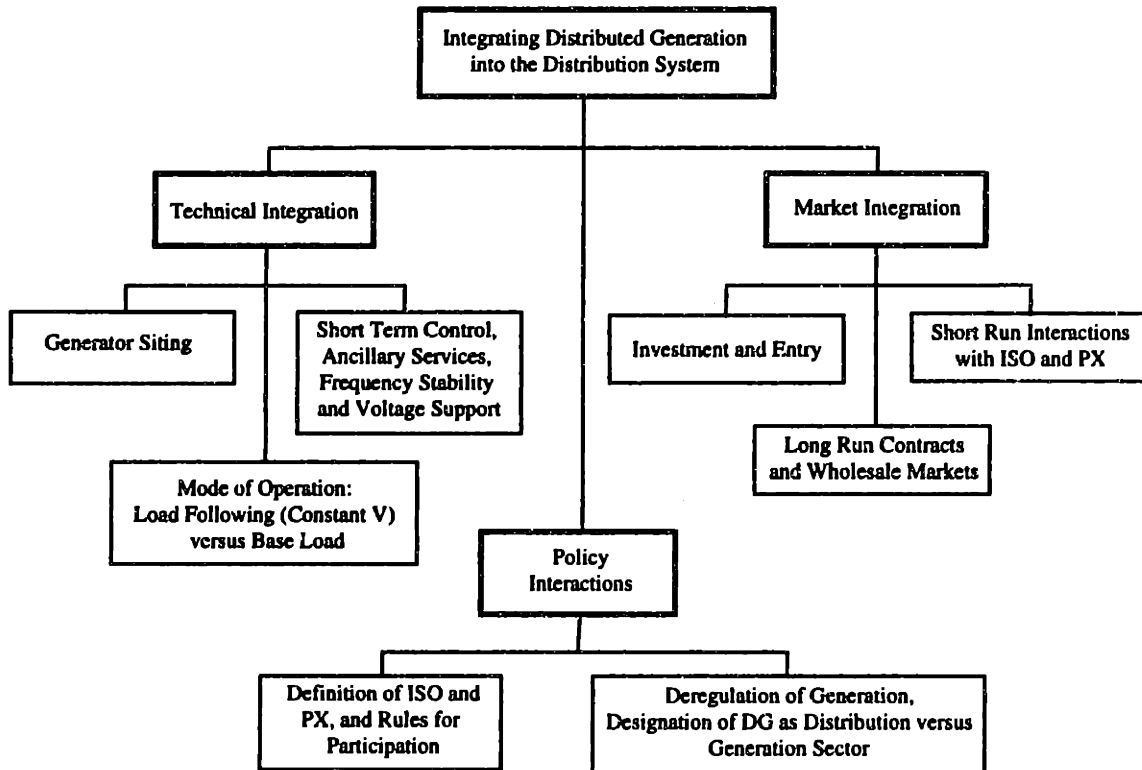 Integrating Distributed Generation
into the Distribution System
Technical Integration
Market Integration
Generator Siting
Short Term Control,
Ancillary Services,
Frequency Stability
and Voltage Support
Investment and Entry
Short Run Interactions
with ISO and PX
Mode of Operation:
Load Following (Constant V)
versus Base Load
Long Run Contracts
and Wholesale Markets
Policy
Interactions
Definition of ISO and
PX, and Rules for
Participation
Deregulation of Generation,
Designation of DG as Distribution versus
Generation Sector